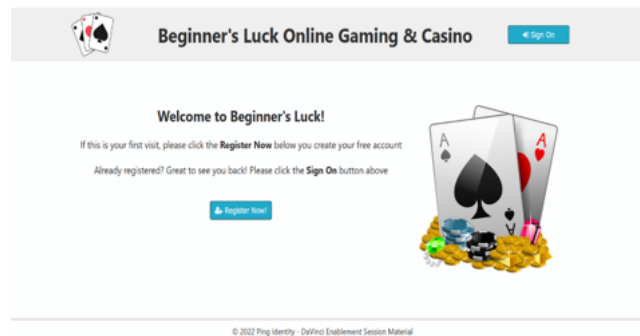 Beginner's Luck Online Gaming & Casino
Sign On
Welcome to Beginner's Luck!
If this is your first visit, please click the Register Now below you create your free account
Already registered? Great to see you back! Please click the Sign On button above
A
A
A
Register Now!
© 2022 Ping Identity - DaVinci Enablement Session Material